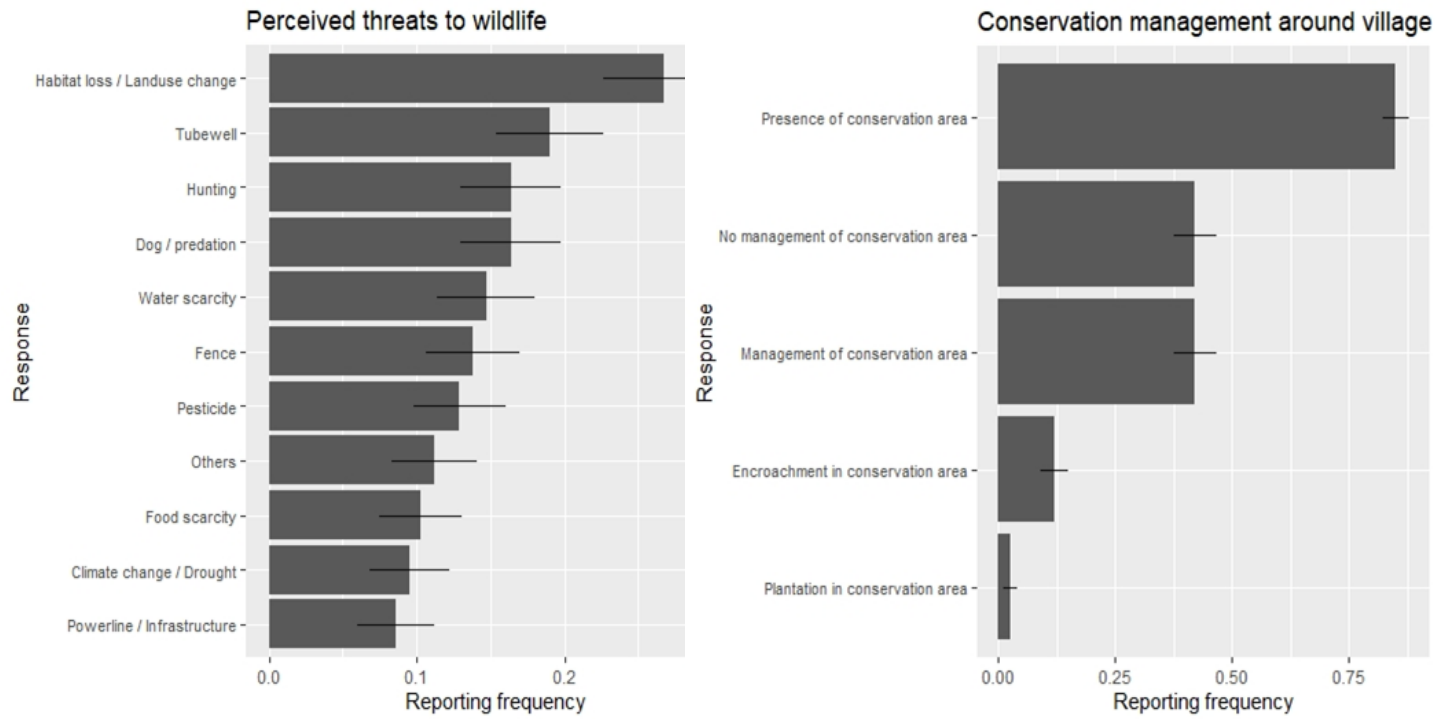 Perceived threats to wildlife
Response
Habitat loss / Landuse change
Tubewell
Hunting
Dog / predation
Water scarcity
Fence
Pesticide
Others
Food scarcity
Climate change / Drought
Powerline / Infrastructure
0.0 0.1 0.2
Reporting frequency
Conservation management around village
Response
Presence of conservation area
No management of conservation area
Management of conservation area
Encroachment in conservation area
Plantation in conservation area
0.00 0.25 0.50 0.75
Reporting frequency